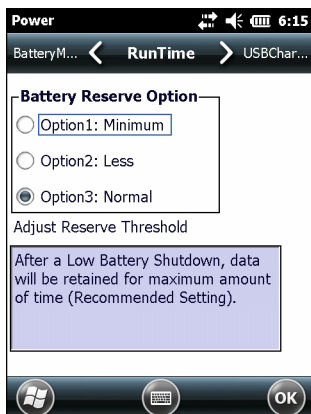 Power 6:15
BatteryM... RunTime USBChar...
Battery Reserve Option
Option1: Minimum
Option2: Less
Option3: Normal
Adjust Reserve Threshold
After a Low Battery Shutdown, data
will be retained for maximum amount
of time (Recommended Setting).
OK